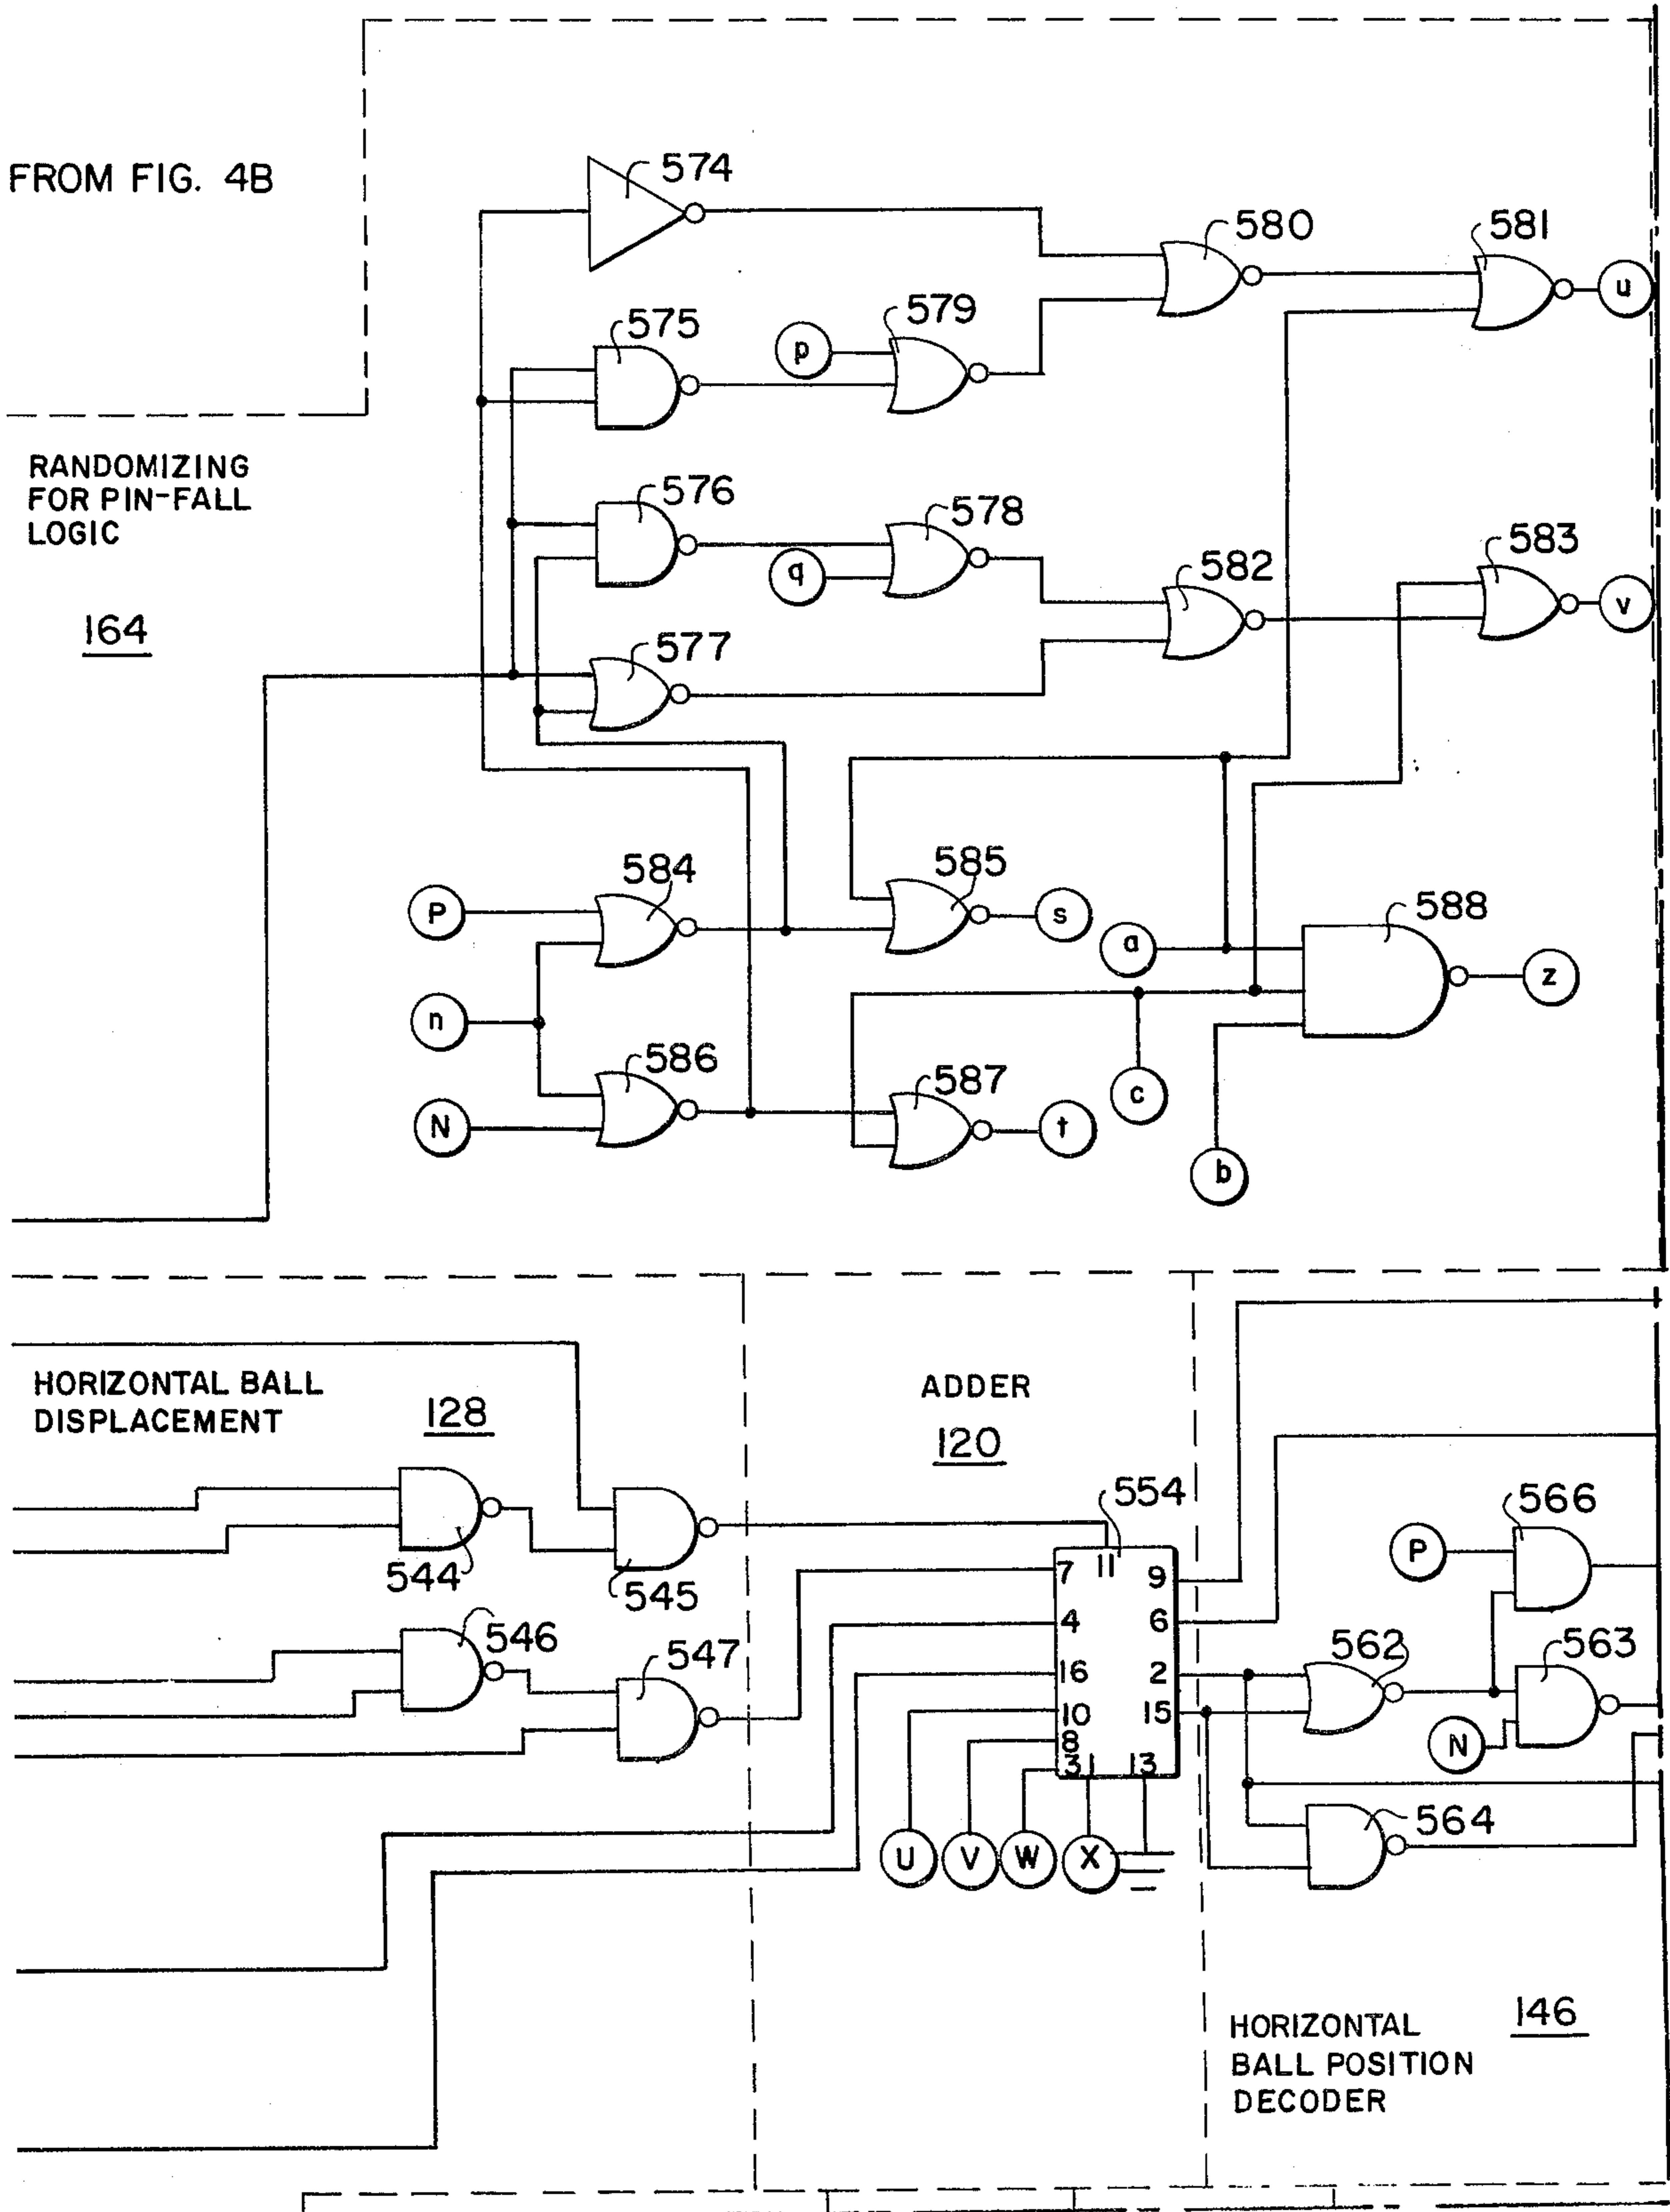 FROM FIG. 4B
574
580
581
u
575
p
579
RANDOMIZING
FOR PIN-FALL
LOGIC
164
576
578
q
582
583
v
577
584
585
P
s
588
a
z
n
586
587
c
N
t
b
HORIZONTAL BALL
DISPLACEMENT
128
ADDER
120
554
566
544
545
7 11 9
P
4 6
546
547
16 2
562
563
10 15
8
N
3 1 13
564
U V W X
HORIZONTAL
BALL POSITION
DECODER
146